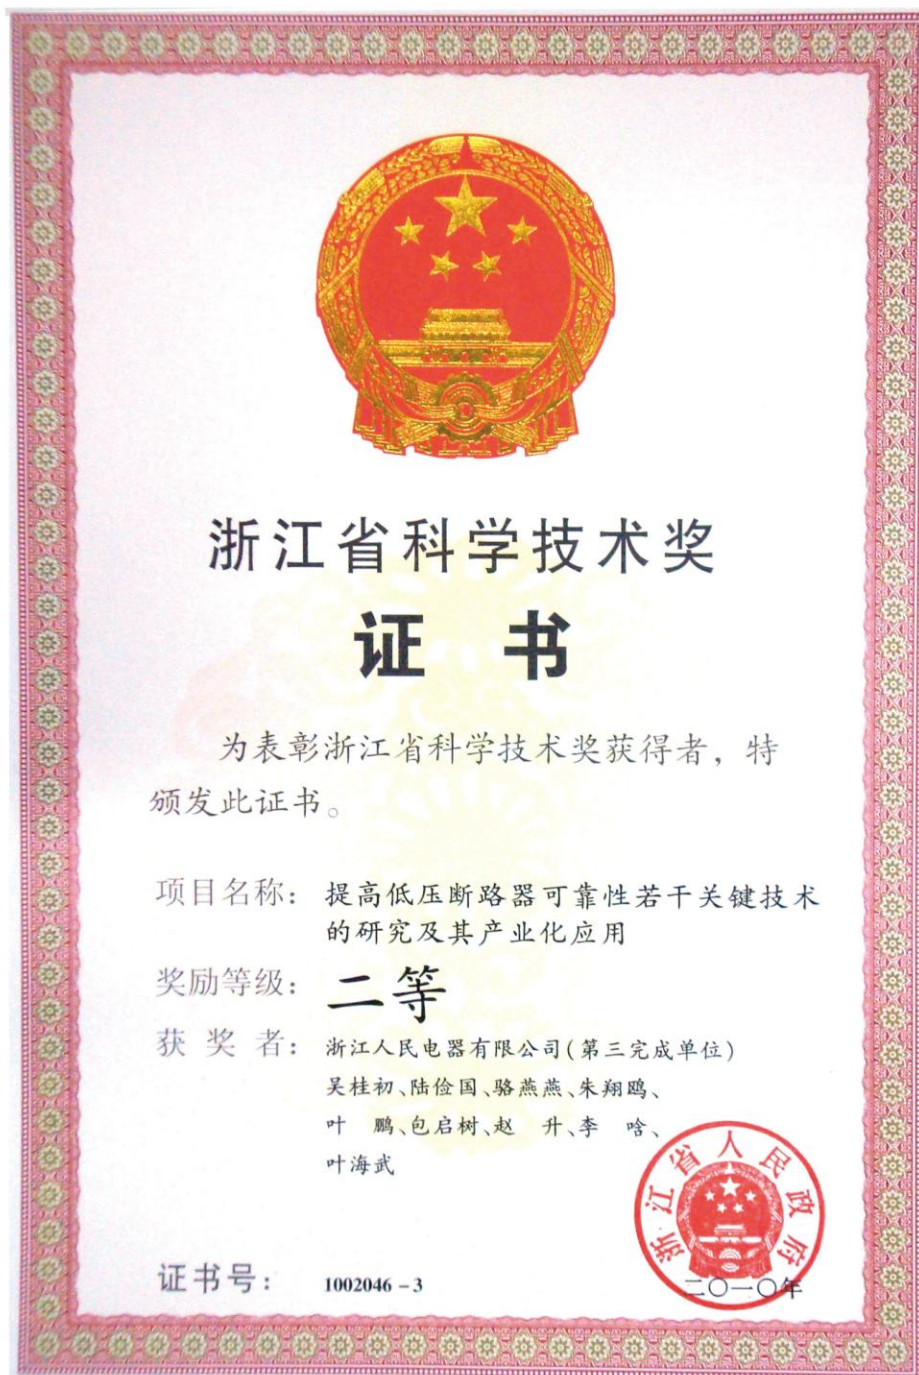 浙江省科学技术奖
证 书
为表彰浙江省科学技术奖获得者，特
颁发此证书。
项目名称：提高低压断路器可靠性若干关键技术
的研究及其产业化应用
奖励等级：二等
获 奖 者：浙江人民电器有限公司(第三完成单位)
吴桂初、陆俭国、骆燕燕、朱翔鸥、
叶 鹏、包启树、赵 升、李 啥、
叶海武
浙江省人民政府
二〇一〇年
证书号：1002046-3